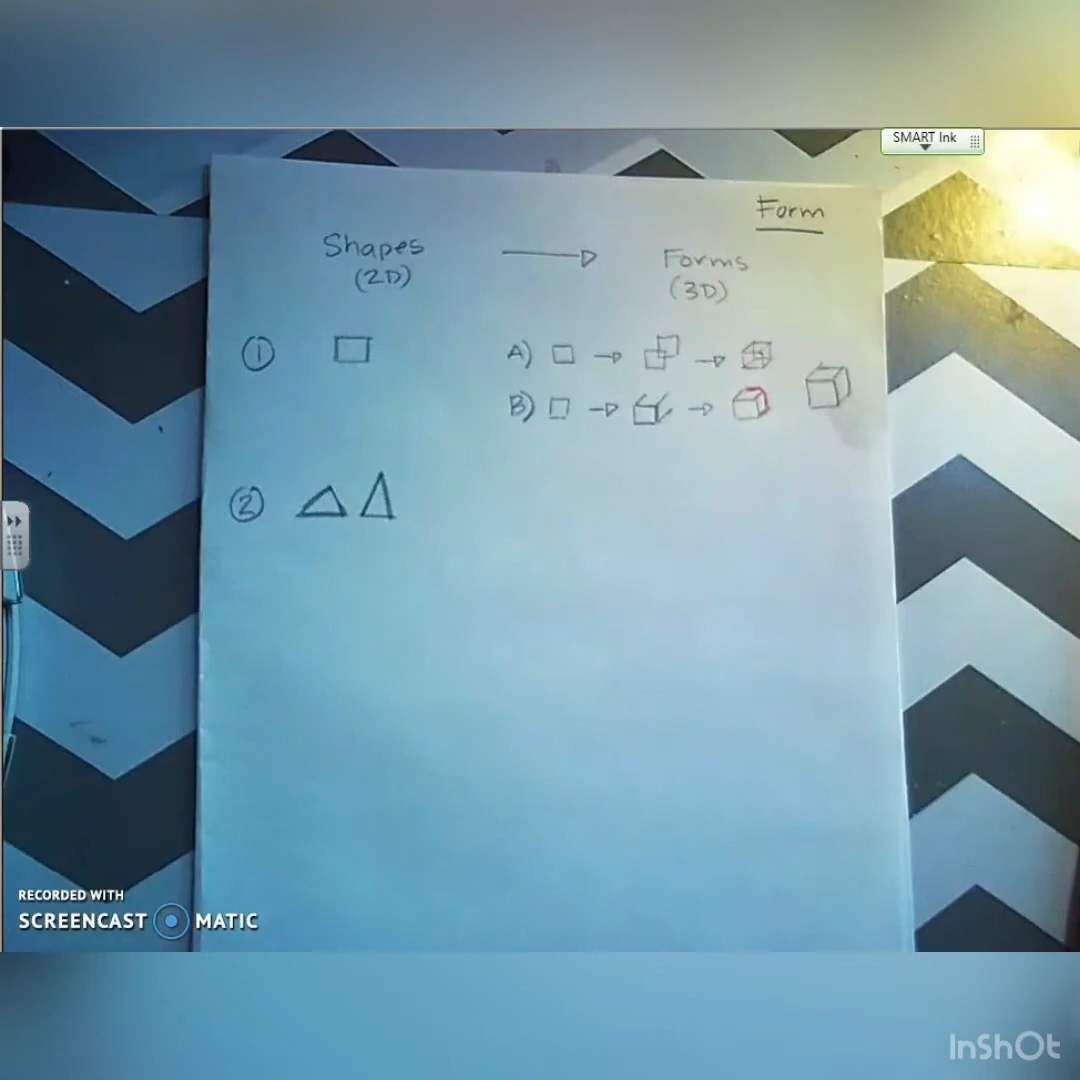 SMART Ink
Form
Shapes
(2D)
Forms
(3D)
1
A)
B)
2
RECORDED WITH
SCREENCAST MATIC
InShOt